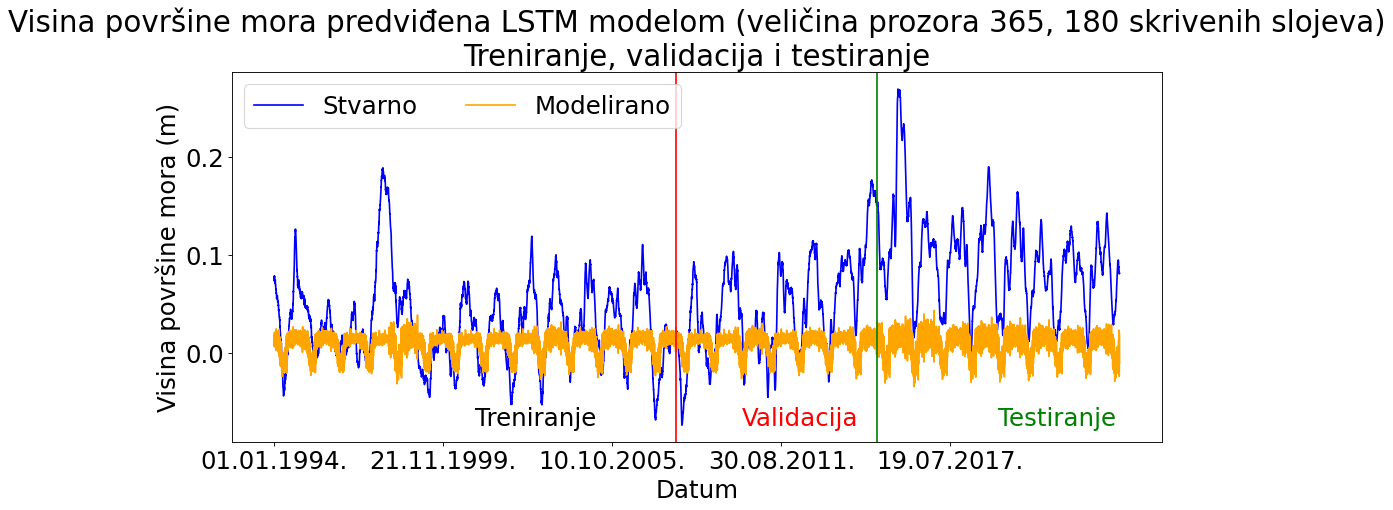 Visina površine mora predviđena LSTM modelom (veličina prozora 365, 180 skrivenih slojeva)
Treniranje, validacija i testiranje
Stvarno
Modelirano
Visina površine mora (m)
0.2
0.1
0.0
Treniranje
Validacija
Testiranje
01.01.1994.
21.11.1999.
10.10.2005.
30.08.2011.
19.07.2017.
Datum